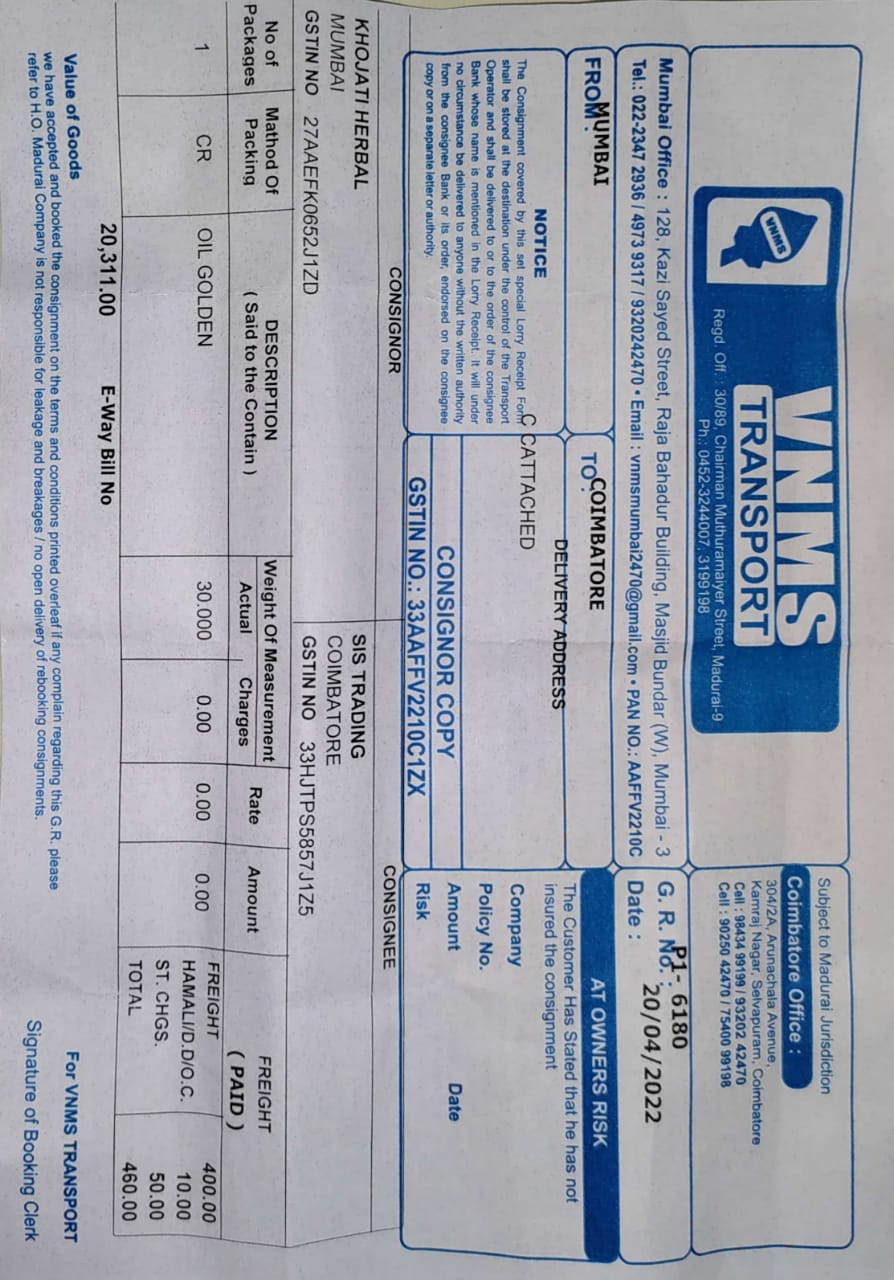 VNMS
VNMS
TRANSPORT
Regd. Off. : 30/89, Chairman Muthuramaiyer Street, Madurai-9
Ph.: 0452-3244007, 3199198
Subject to Madurai Jurisdiction
Coimbatore Office :
304/2A, Arunachala Avenue,
Kamraj Nagar, Selvapuram, Coimbatore
Cell : 98434 99199 / 93202 42470
Cell : 90250 42470 / 75400 99198
Mumbai Office : 128, Kazi Sayed Street, Raja Bahadur Building, Masjid Bundar (W), Mumbai - 3
Tel.: 022-2347 2936 / 4973 9317 / 9320242470 • Email : vnmsmumbai2470@gmail.com • PAN NO.: AAFFV2210C
G. R. No. : P1- 6180
Date : 20/04/2022
FROM : MUMBAI
TO : COIMBATORE
AT OWNERS RISK
The Customer Has Stated that he has not
insured the consignment
Company
Policy No.
Amount Date
Risk
NOTICE
The Consignment covered by this set special Lorry Receipt Form
shall be stored at the destination under the control of the Transport
Operator and shall be delivered to or to the order of the consignee
Bank whose name is mentioned in the Lorry Receipt. It will under
no circumstance be delivered to anyone without the written authority
from the consignee Bank or its order, endorsed on the consignee
copy or on a separate letter or authority.
DELIVERY ADDRESS
C CATTACHED
CONSIGNOR COPY
GSTIN NO.: 33AAFFV2210C1ZX
CONSIGNOR CONSIGNEE
KHOJATI HERBAL
MUMBAI
GSTIN NO 27AAEFK0652J1ZD
SIS TRADING
COIMBATORE
GSTIN NO 33HJTPS5857J1Z5
No of Packages
Mathod Of Packing
DESCRIPTION
( Said to the Contain )
Weight Of Measurement
Actual Charges
Rate
Amount
FREIGHT
( PAID )
1 CR OIL GOLDEN 30.000 0.00 0.00 0.00
FREIGHT 400.00
HAMALI/D.D/O.C. 10.00
ST. CHGS. 50.00
TOTAL 460.00
20,311.00 E-Way Bill No
Value of Goods
we have accepted and booked the consignment on the terms and conditions printed overleaf if any complain regarding this G.R. please
refer to H.O. Madurai Company is not responsible for leakage and breakages / no open delivery of rebooking consignments.
For VNMS TRANSPORT
Signature of Booking Clerk